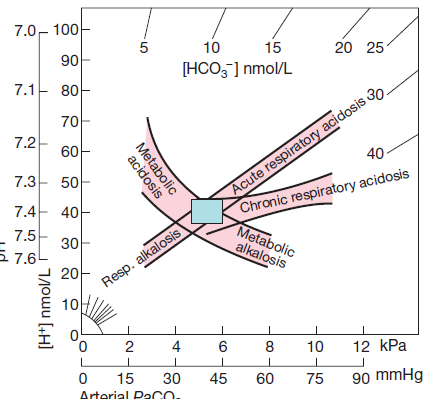 7.0
7.1
7.2
7.3
7.4
7.5
7.6
pH
[H+] nmol/L
100
90
80
70
60
50
40
30
20
10
0
5
10
15
20
25
30
40
[HCO3−] nmol/L
Metabolic
acidosis
Acute respiratory acidosis
Chronic respiratory acidosis
Resp. alkalosis
Metabolic
alkalosis
0 2 4 6 8 10 12 kPa
0 15 30 45 60 75 90 mmHg
Arterial PaCO2